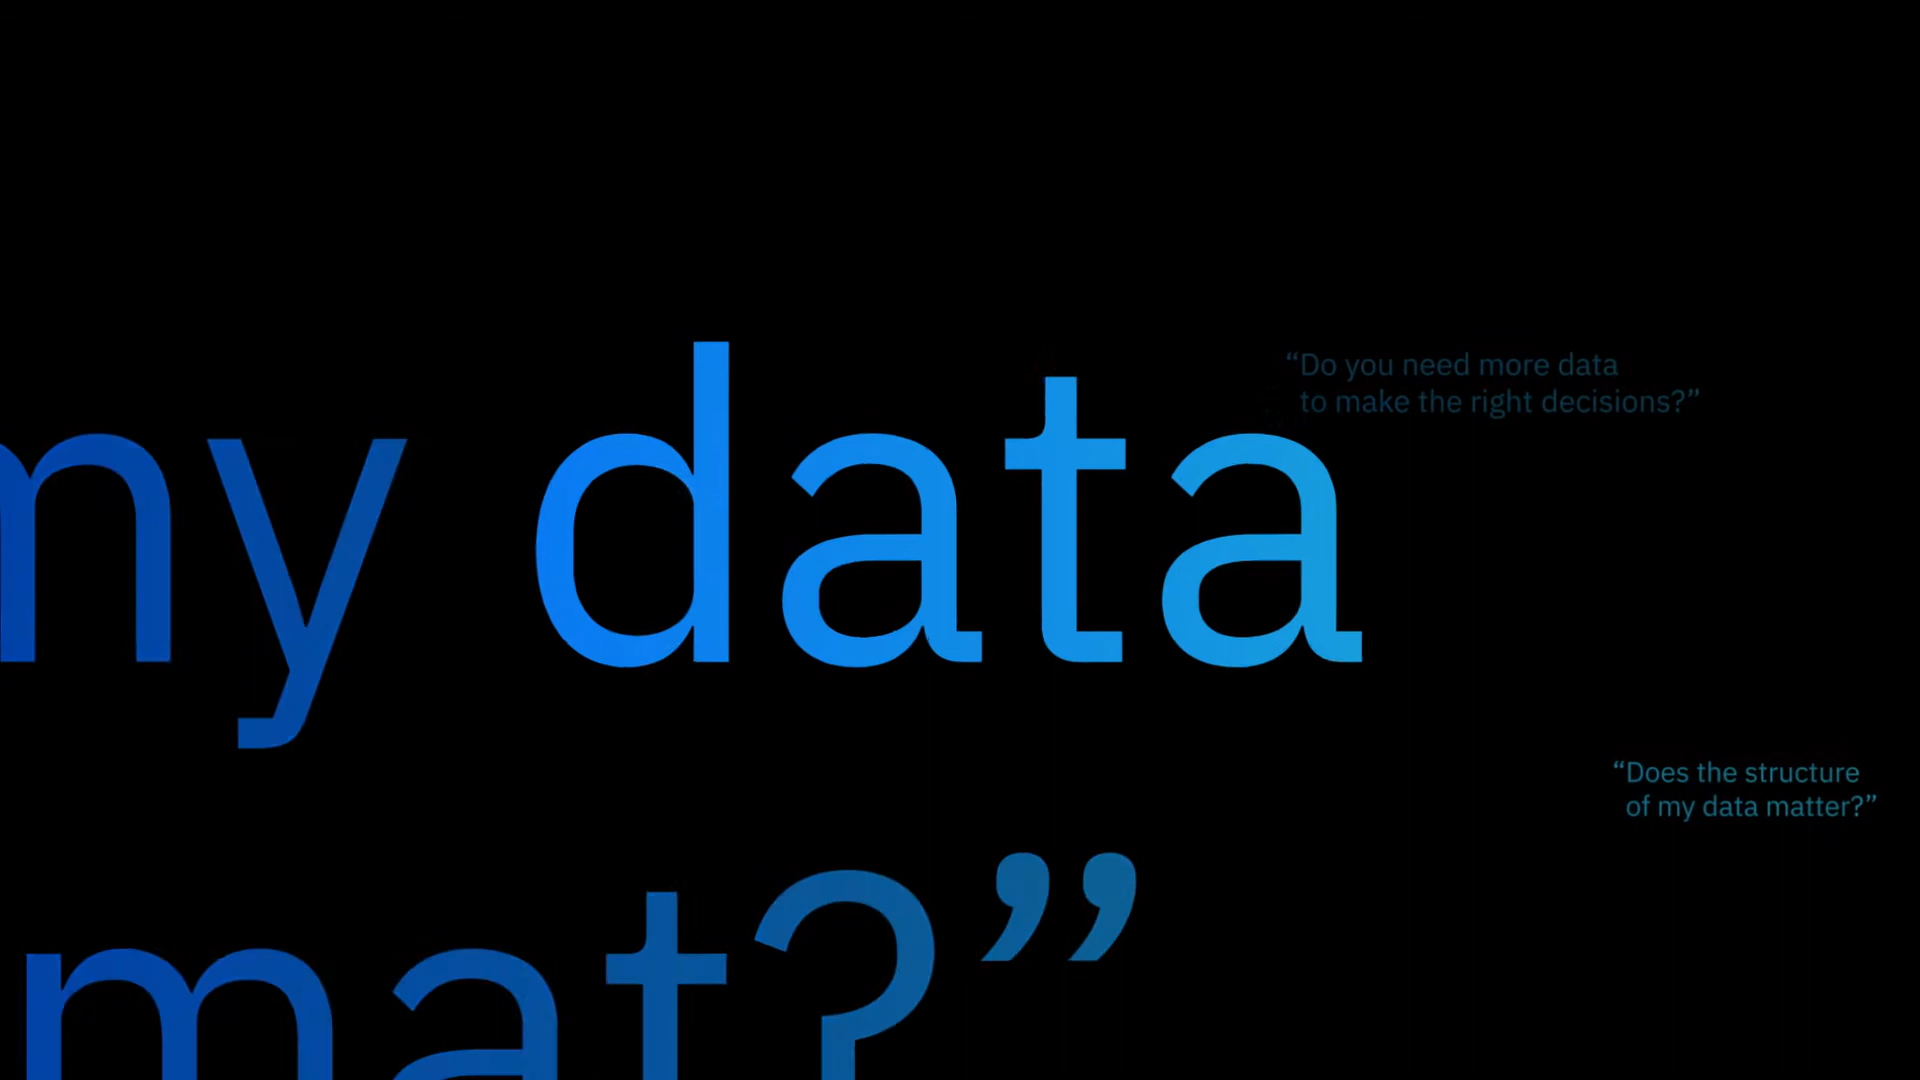 my data
mat?”
“Do you need more data
to make the right decisions?”
“Does the structure
of my data matter?”